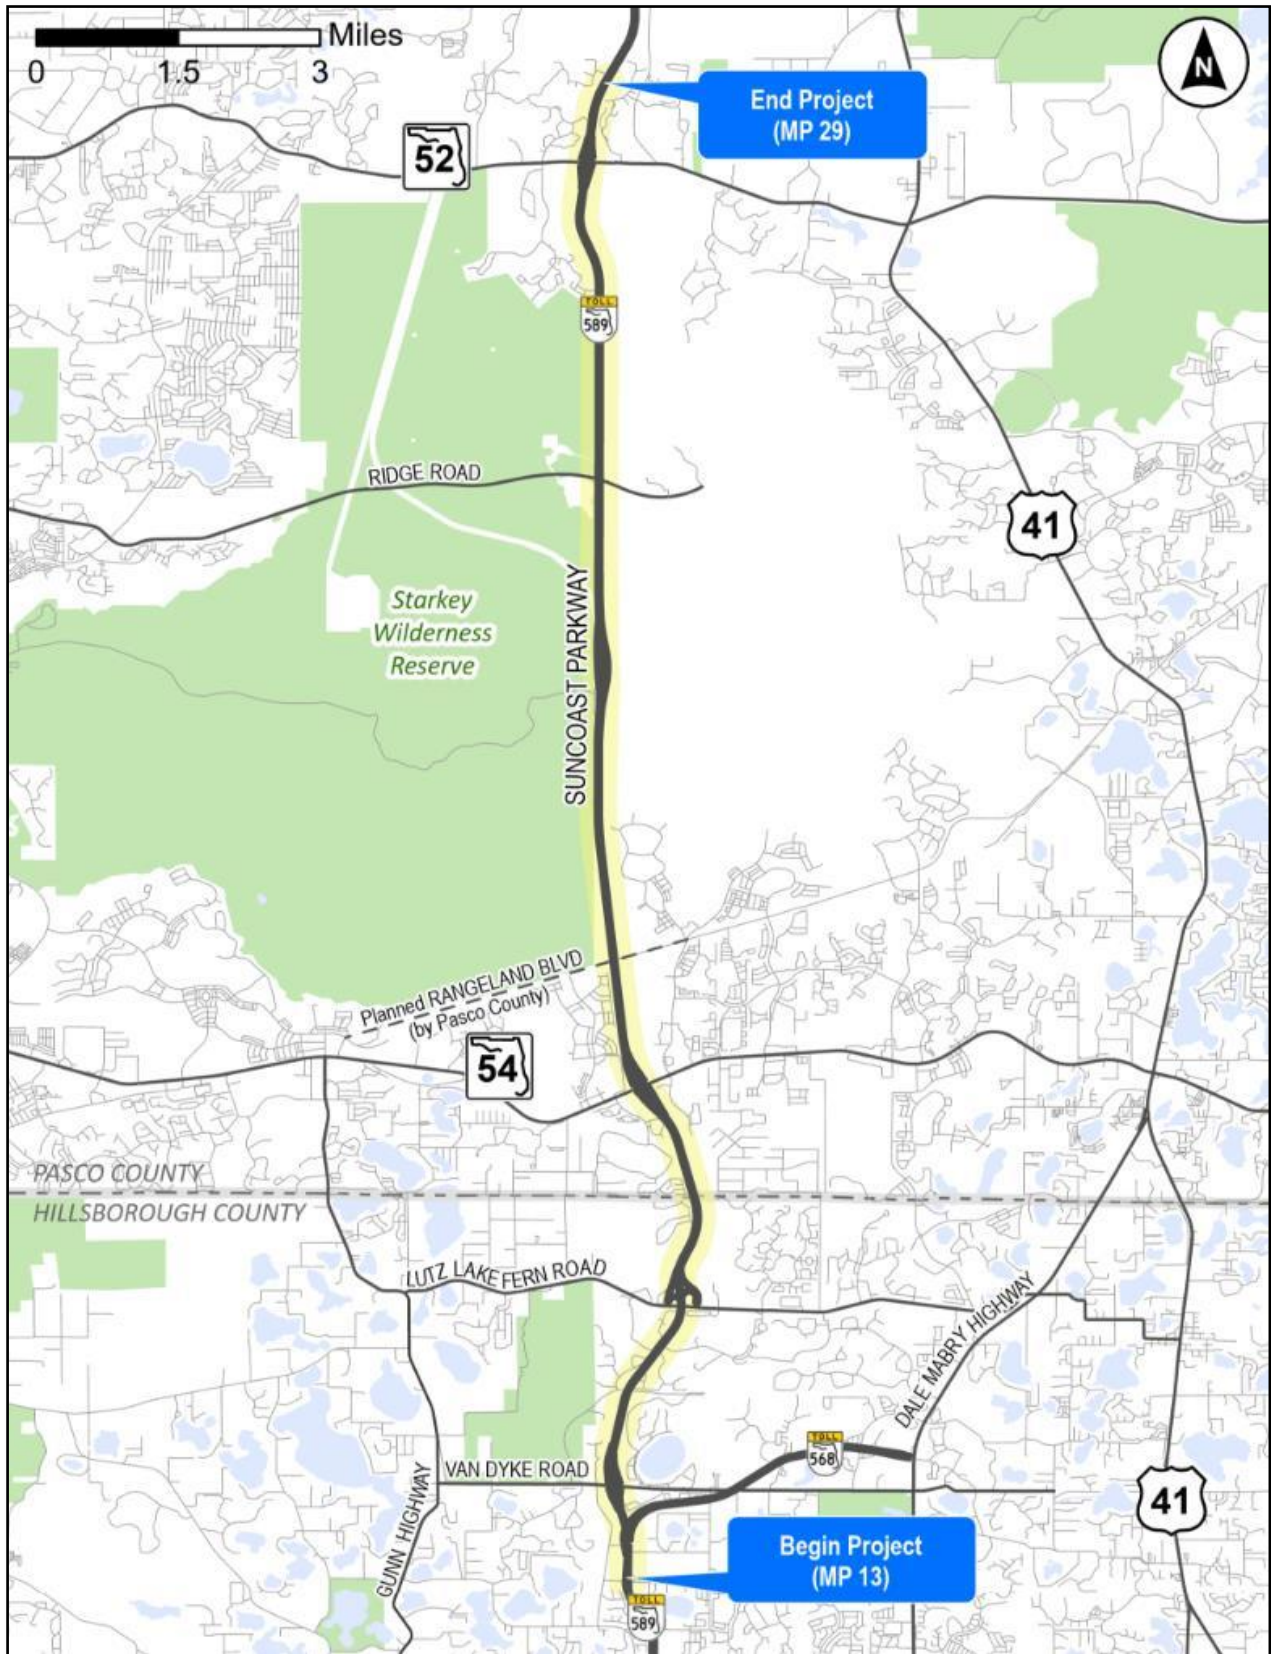 Miles
0 1.5 3
N
End Project
(MP 29)
52
TOLL
589
RIDGE ROAD
41
Starkey
Wilderness
Reserve
SUNCOAST PARKWAY
Planned RANGELAND BLVD
(by Pasco County)
54
PASCO COUNTY
HILLSBOROUGH COUNTY
LUTZ LAKE FERN ROAD
DALE MABRY HIGHWAY
TOLL
568
VAN DYKE ROAD
GUNN HIGHWAY
41
Begin Project
(MP 13)
TOLL
589